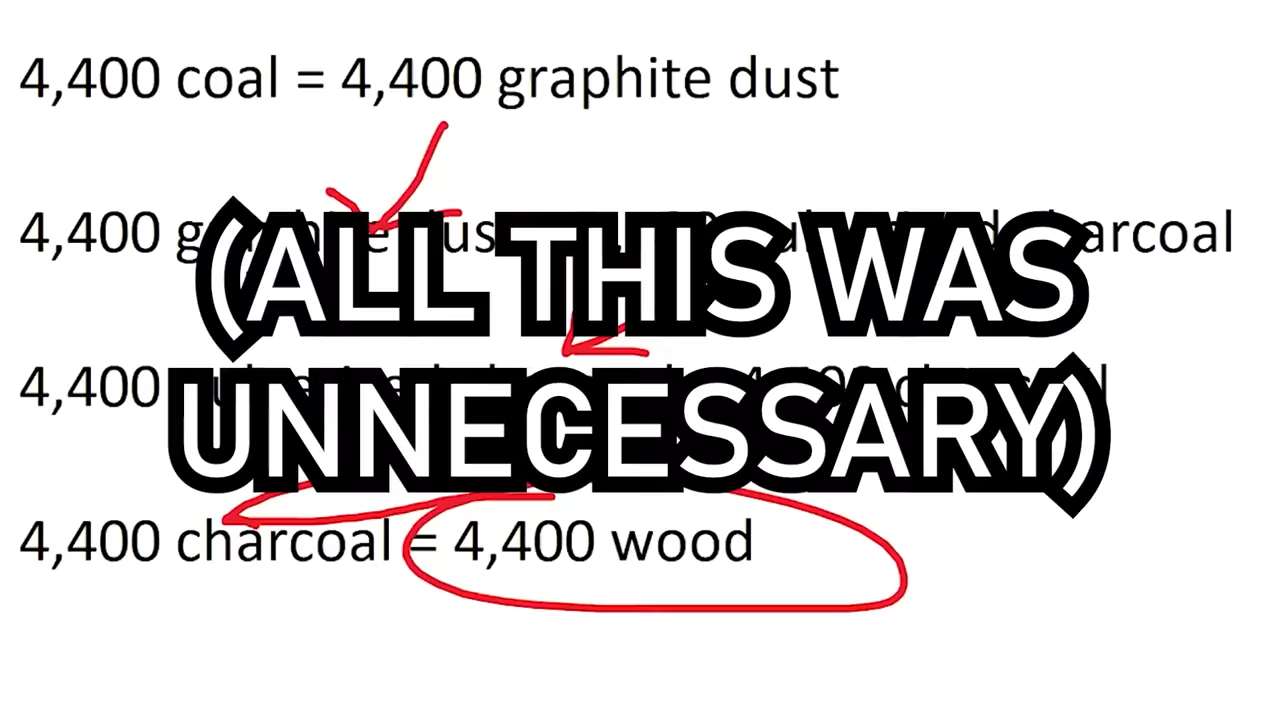 4,400 coal = 4,400 graphite dust
4,400
(ALL THIS WAS
UNNECESSARY)
4,400
4,400 charcoal = 4,400 wood